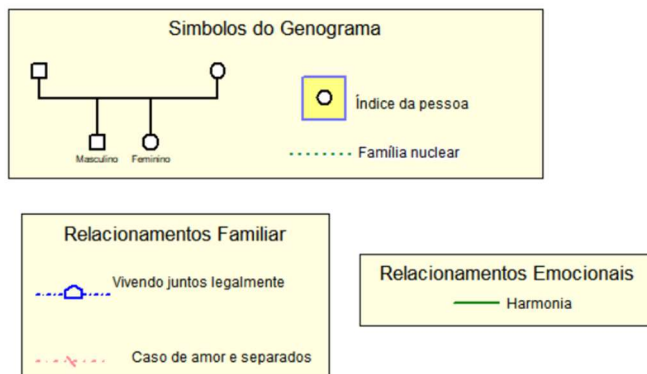 Simbolos do Genograma
Masculino Feminino
Índice da pessoa
Família nuclear
Relacionamentos Familiar
Vivendo juntos legalmente
Caso de amor e separados
Relacionamentos Emocionais
Harmonia